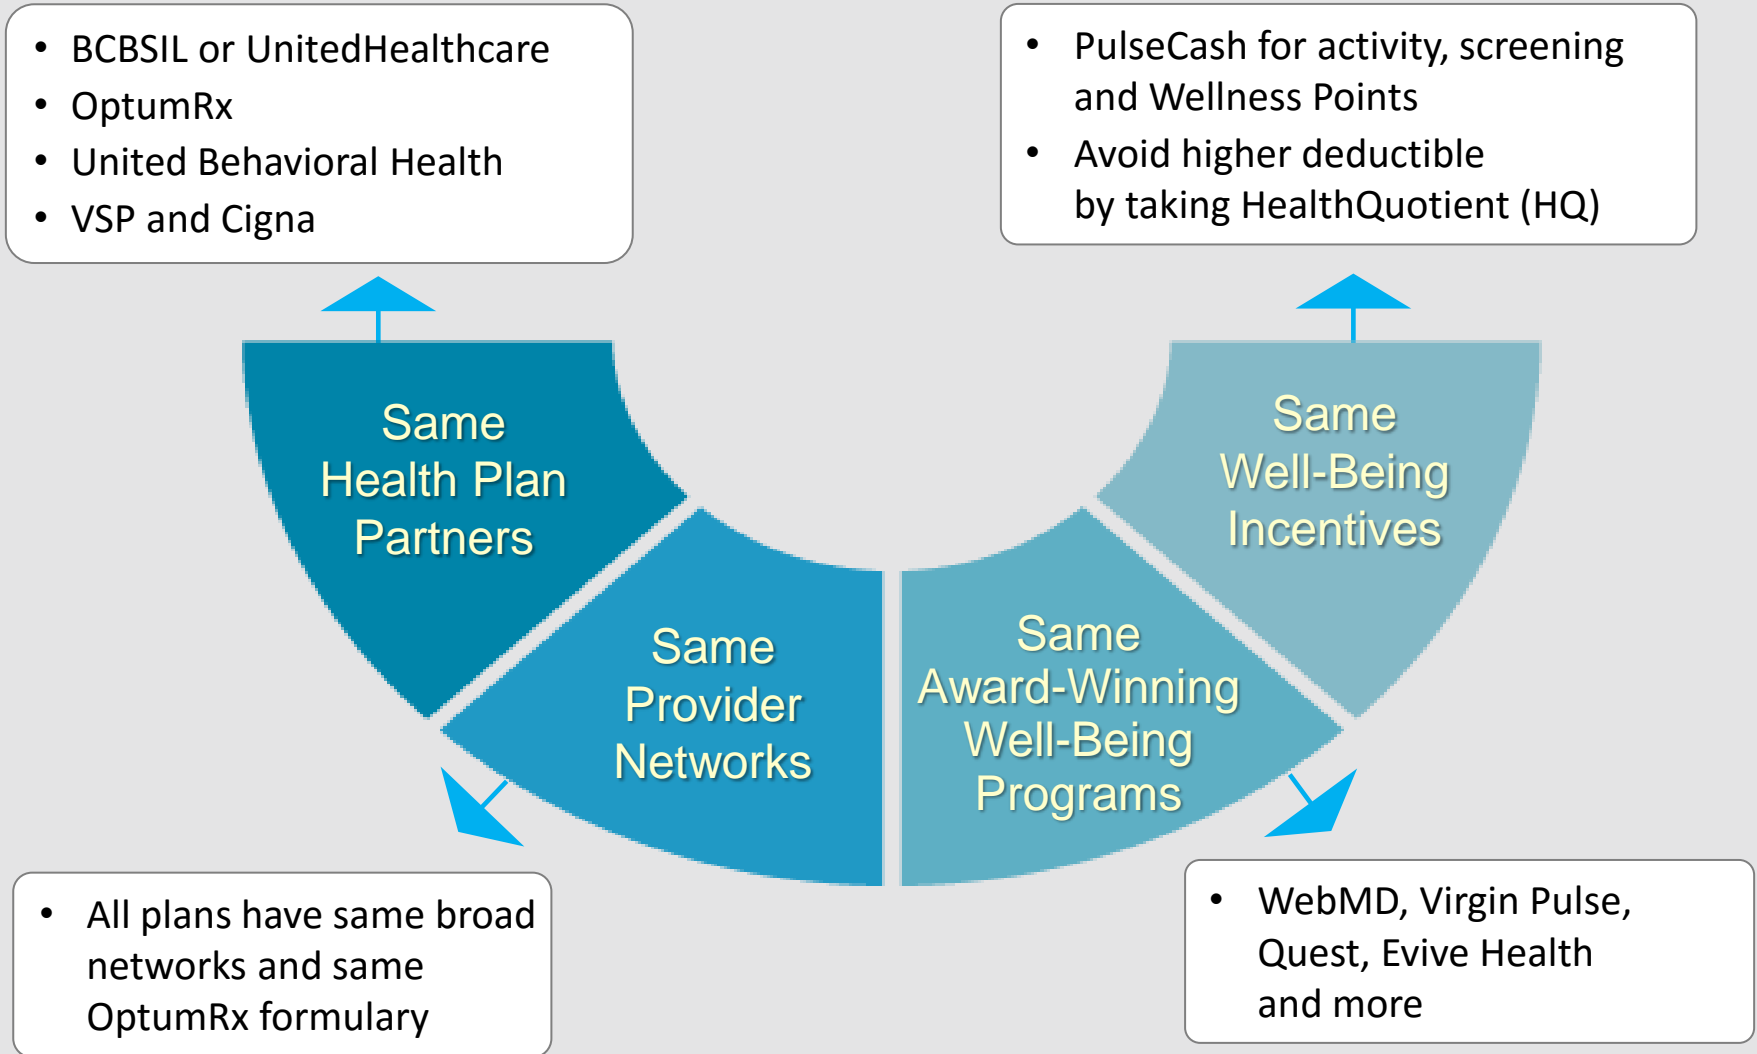 • BCBSIL or UnitedHealthcare
• OptumRx
• United Behavioral Health
• VSP and Cigna
• PulseCash for activity, screening
and Wellness Points
• Avoid higher deductible
by taking HealthQuotient (HQ)
Same
Health Plan
Partners
Same
Provider
Networks
Same
Award-Winning
Well-Being
Programs
Same
Well-Being
Incentives
• All plans have same broad
networks and same
OptumRx formulary
• WebMD, Virgin Pulse,
Quest, Evive Health
and more